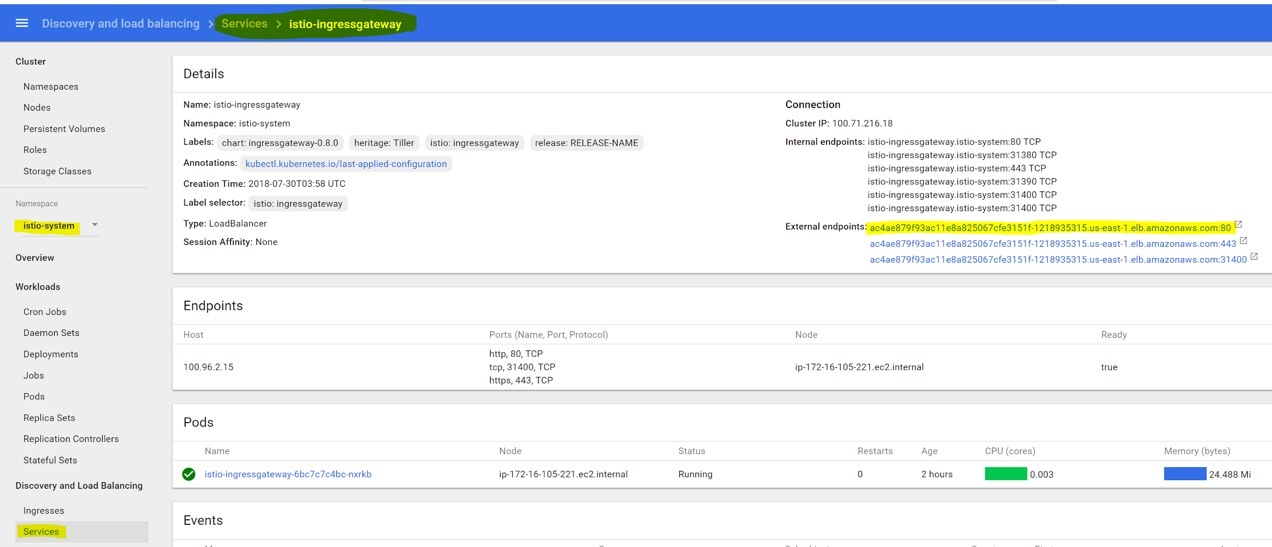 Discovery and load balancing > Services > istio-ingressgateway
Cluster
Namespaces
Nodes
Persistent Volumes
Roles
Storage Classes
Namespace
istio-system
Overview
Workloads
Cron Jobs
Daemon Sets
Deployments
Jobs
Pods
Replica Sets
Replication Controllers
Stateful Sets
Discovery and Load Balancing
Ingresses
Services
Details
Name: istio-ingressgateway
Namespace: istio-system
Labels: chart: ingressgateway-0.8.0 heritage: Tiller istio: ingressgateway release: RELEASE-NAME
Annotations: kubectl.kubernetes.io/last-applied-configuration
Creation Time: 2018-07-30T03:58 UTC
Label selector: istio: ingressgateway
Type: LoadBalancer
Session Affinity: None
Connection
Cluster IP: 100.71.216.18
Internal endpoints: istio-ingressgateway.istio-system:80 TCP
istio-ingressgateway.istio-system:31380 TCP
istio-ingressgateway.istio-system:443 TCP
istio-ingressgateway.istio-system:31390 TCP
istio-ingressgateway.istio-system:31400 TCP
istio-ingressgateway.istio-system:31400 TCP
External endpoints: ac4ae879f93ac11e8a825067cfe3151f-1218935315.us-east-1.elb.amazonaws.com:80
ac4ae879f93ac11e8a825067cfe3151f-1218935315.us-east-1.elb.amazonaws.com:443
ac4ae879f93ac11e8a825067cfe3151f-1218935315.us-east-1.elb.amazonaws.com:31400
Endpoints
Host Ports (Name, Port, Protocol) Node Ready
http, 80, TCP
100.96.2.15 tcp, 31400, TCP ip-172-16-105-221.ec2.internal true
https, 443, TCP
Pods
Name Node Status Restarts Age CPU (cores) Memory (bytes)
istio-ingressgateway-6bc7c7c4bc-nxrkb ip-172-16-105-221.ec2.internal Running 0 2 hours 0.003 24.488 Mi
Events